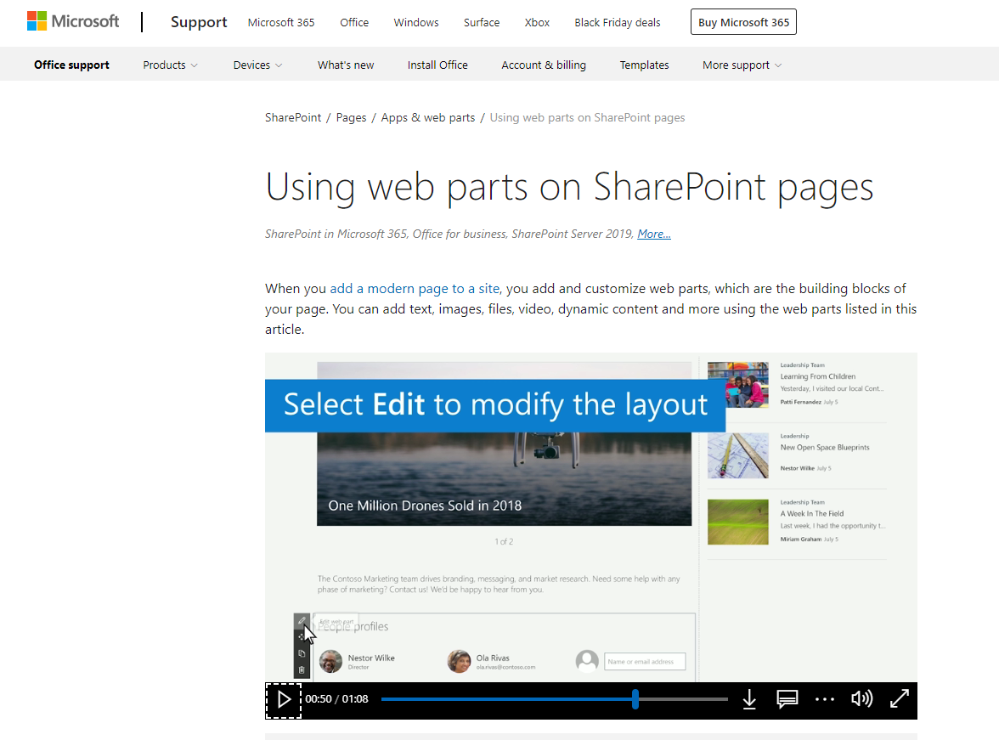 Microsoft
Support
Microsoft 365
Office
Windows
Surface
Xbox
Black Friday deals
Buy Microsoft 365
Office support
Products
Devices
What's new
Install Office
Account & billing
Templates
More support
SharePoint / Pages / Apps & web parts / Using web parts on SharePoint pages
Using web parts on SharePoint pages
SharePoint in Microsoft 365, Office for business, SharePoint Server 2019, More...
When you add a modern page to a site, you add and customize web parts, which are the building blocks of
your page. You can add text, images, files, video, dynamic content and more using the web parts listed in this
article.
Select Edit to modify the layout
One Million Drones Sold in 2018
1 of 2
The Contoso Marketing team drives branding, messaging, and market research. Need some help with any
phase of marketing? Contact us! We'd be happy to hear from you.
Edit web part
People profiles
Nestor Wilke
Director
Ola Rivas
ola.rivas@contoso.com
Name or email address
Leadership Team
Learning From Children
Yesterday, I visited our local Cont...
Patti Fernandez July 5
Leadership
New Open Space Blueprints
Nestor Wilke July 5
Leadership Team
A Week In The Field
Last week, I had the opportunity t...
Miriam Graham July 5
00:50 / 01:08